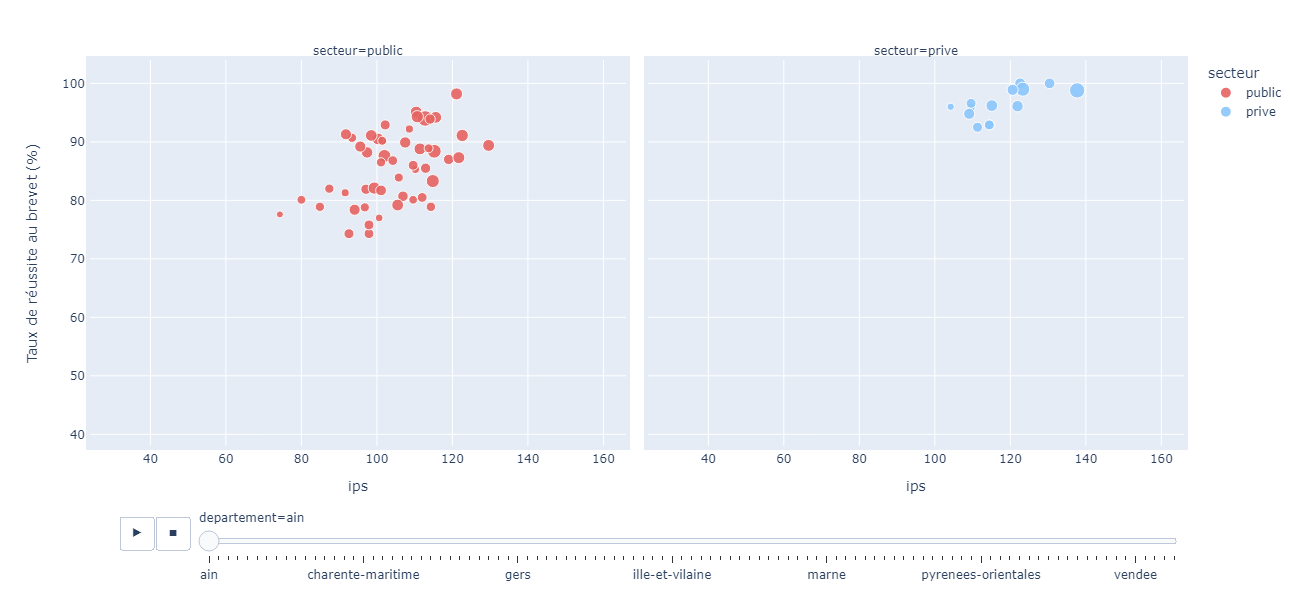 secteur=public
secteur=prive
secteur
public
prive
Taux de réussite au brevet (%)
100
90
80
70
60
50
40
40 60 80 100 120 140 160
40 60 80 100 120 140 160
ips
ips
departement=ain
ain charente-maritime gers ille-et-vilaine marne pyrenees-orientales vendee